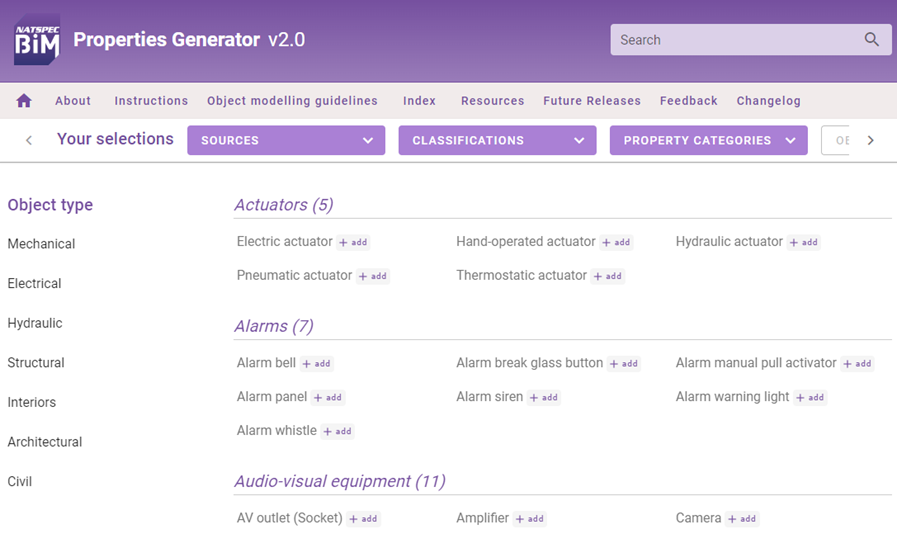 NATSPEC
BiM
Properties Generator v2.0
Search
About Instructions Object modelling guidelines Index Resources Future Releases Feedback Changelog
Your selections SOURCES CLASSIFICATIONS PROPERTY CATEGORIES
Object type
Mechanical
Electrical
Hydraulic
Structural
Interiors
Architectural
Civil
Actuators (5)
Electric actuator + add Hand-operated actuator + add Hydraulic actuator + add
Pneumatic actuator + add Thermostatic actuator + add
Alarms (7)
Alarm bell + add Alarm break glass button + add Alarm manual pull activator + add
Alarm panel + add Alarm siren + add Alarm warning light + add
Alarm whistle + add
Audio-visual equipment (11)
AV outlet (Socket) + add Amplifier + add Camera + add